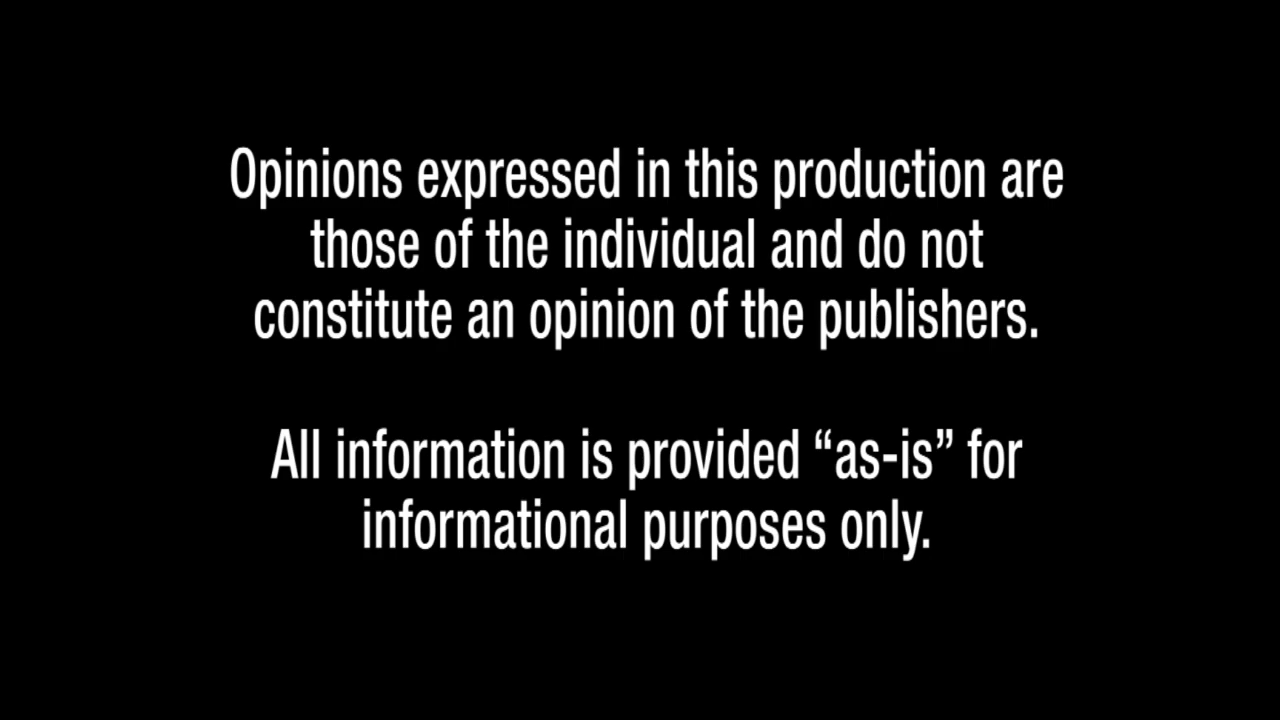 Opinions expressed in this production are
those of the individual and do not
constitute an opinion of the publishers.
All information is provided “as-is” for
informational purposes only.